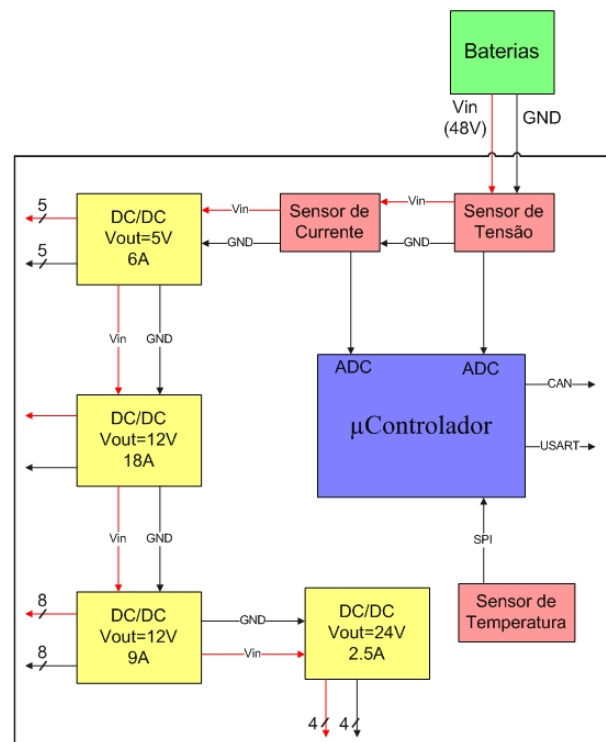 Baterias
Vin
(48V)
GND
5
5
DC/DC
Vout=5V
6A
Vin
GND
Sensor de
Currente
Vin
GND
Sensor de
Tensão
Vin
GND
ADC
ADC
µControlador
CAN
USART
DC/DC
Vout=12V
18A
Vin
GND
SPI
Sensor de
Temperatura
8
8
DC/DC
Vout=12V
9A
GND
Vin
DC/DC
Vout=24V
2.5A
4
4